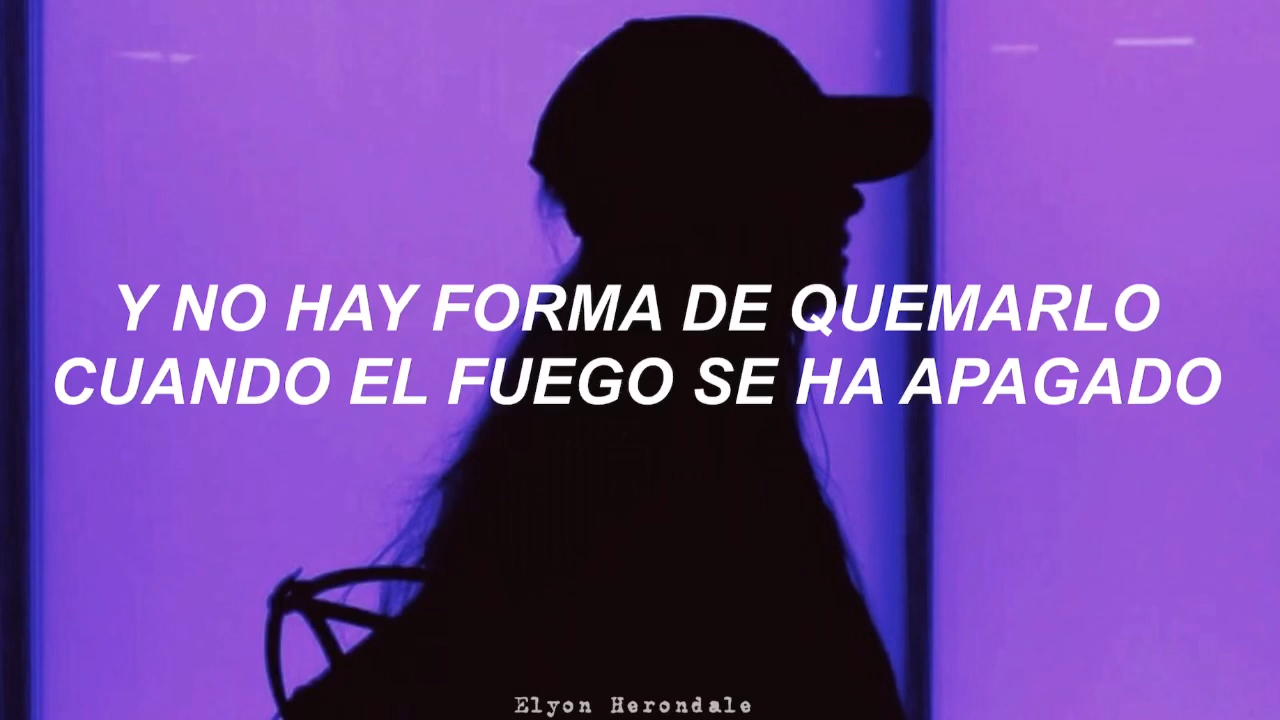 Y NO HAY FORMA DE QUEMARLO
CUANDO EL FUEGO SE HA APAGADO
Elyon Herondale